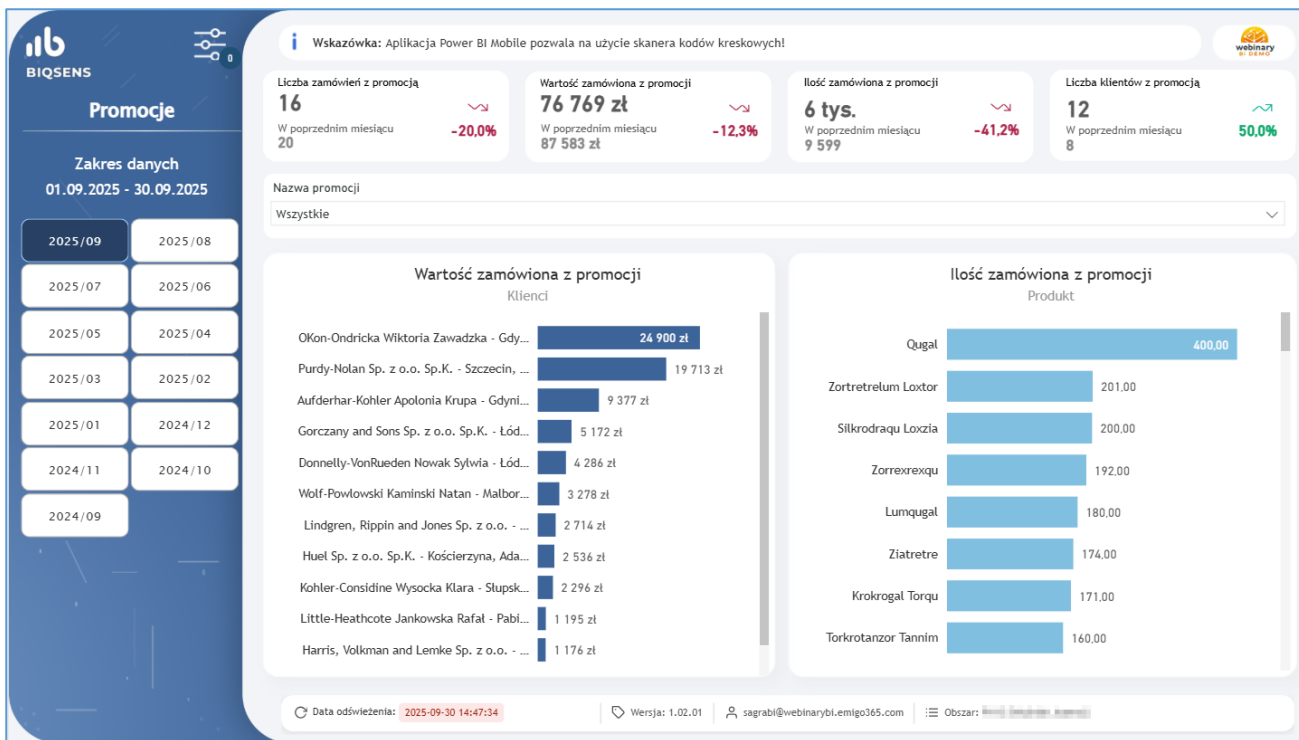 BIQSENS
0
Promocje
Zakres danych
01.09.2025 - 30.09.2025
2025/09 2025/08
2025/07 2025/06
2025/05 2025/04
2025/03 2025/02
2025/01 2024/12
2024/11 2024/10
2024/09
i Wskazówka: Aplikacja Power BI Mobile pozwala na użycie skanera kodów kreskowych!
webinary
BI DEMO
Liczba zamówień z promocją
16
W poprzednim miesiącu
-20,0%
20
Wartość zamówiona z promocji
76 769 zł
W poprzednim miesiącu
-12,3%
87 583 zł
Ilość zamówiona z promocji
6 tys.
W poprzednim miesiącu
-41,2%
9 599
Liczba klientów z promocją
12
W poprzednim miesiącu
50,0%
8
Nazwa promocji
Wszystkie
Wartość zamówiona z promocji
Klienci
OKon-Ondricka Wiktoria Zawadzka - Gdy... 24 900 zł
Purdy-Nolan Sp. z o.o. Sp.K. - Szczecin, ... 19 713 zł
Aufderhar-Kohler Apolonia Krupa - Gdyni... 9 377 zł
Gorczany and Sons Sp. z o.o. Sp.K. - Łód... 5 172 zł
Donnelly-VonRueden Nowak Sylwia - Łód... 4 286 zł
Wolf-Powlowski Kaminski Natan - Malbor... 3 278 zł
Lindgren, Rippin and Jones Sp. z o.o. - ... 2 714 zł
Huel Sp. z o.o. Sp.K. - Kościerzyna, Ada... 2 536 zł
Kohler-Considine Wysocka Klara - Słupsk... 2 296 zł
Little-Heathcote Jankowska Rafał - Pabi... 1 195 zł
Harris, Volkman and Lemke Sp. z o.o. - ... 1 176 zł
Ilość zamówiona z promocji
Produkt
Qugal 400,00
Zortretrelum Loxtor 201,00
Silkrodraqu Loxzia 200,00
Zorrexrexqu 192,00
Lumqugal 180,00
Ziatretre 174,00
Krokrogal Torqu 171,00
Torkrotanzor Tannim 160,00
Data odświeżenia: 2025-09-30 14:47:34 Wersja: 1.02.01 sagrabi@webinarybi.emigo365.com Obszar: